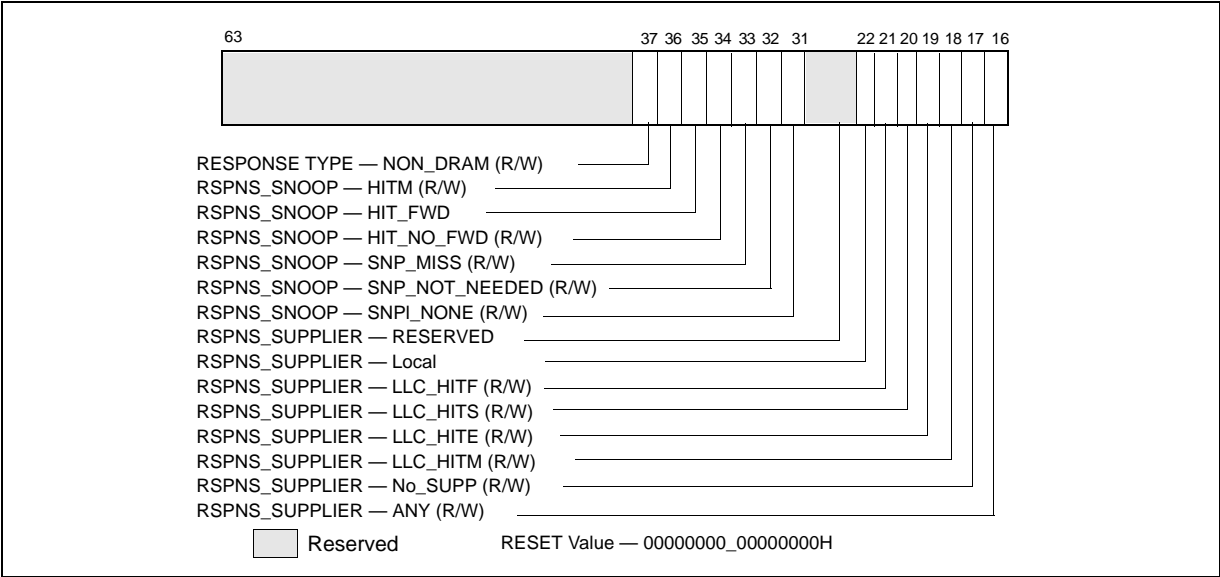 63 37 36 35 34 33 32 31 22 21 20 19 18 17 16
RESPONSE TYPE — NON_DRAM (R/W)
RSPNS_SNOOP — HITM (R/W)
RSPNS_SNOOP — HIT_FWD
RSPNS_SNOOP — HIT_NO_FWD (R/W)
RSPNS_SNOOP — SNP_MISS (R/W)
RSPNS_SNOOP — SNP_NOT_NEEDED (R/W)
RSPNS_SNOOP — SNPl_NONE (R/W)
RSPNS_SUPPLIER — RESERVED
RSPNS_SUPPLIER — Local
RSPNS_SUPPLIER — LLC_HITF (R/W)
RSPNS_SUPPLIER — LLC_HITS (R/W)
RSPNS_SUPPLIER — LLC_HITE (R/W)
RSPNS_SUPPLIER — LLC_HITM (R/W)
RSPNS_SUPPLIER — No_SUPP (R/W)
RSPNS_SUPPLIER — ANY (R/W)
Reserved RESET Value — 00000000_00000000H